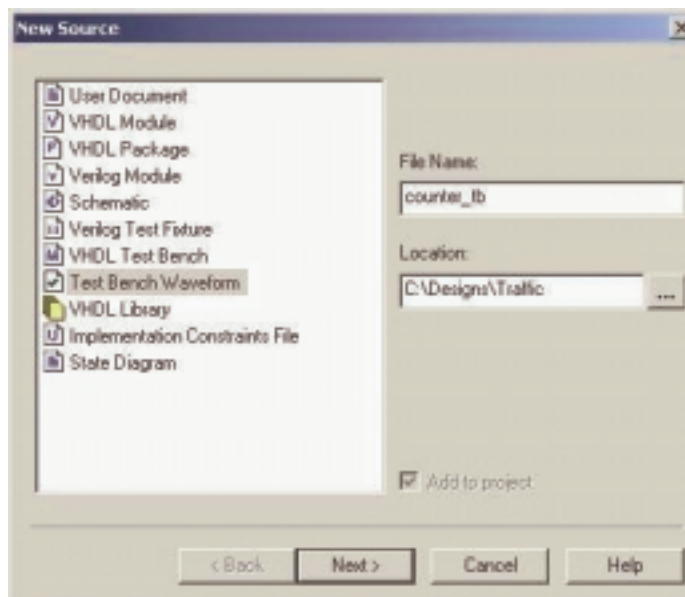 New Source
User Document
VHDL Module
VHDL Package
Verilog Module
Schematic
Verilog Test Fixture
VHDL Test Bench
Test Bench Waveform
VHDL Library
Implementation Constraints File
State Diagram
File Name:
counter_tb
Location:
C:\Designs\Traffic
...
Add to project
< Back
Next >
Cancel
Help